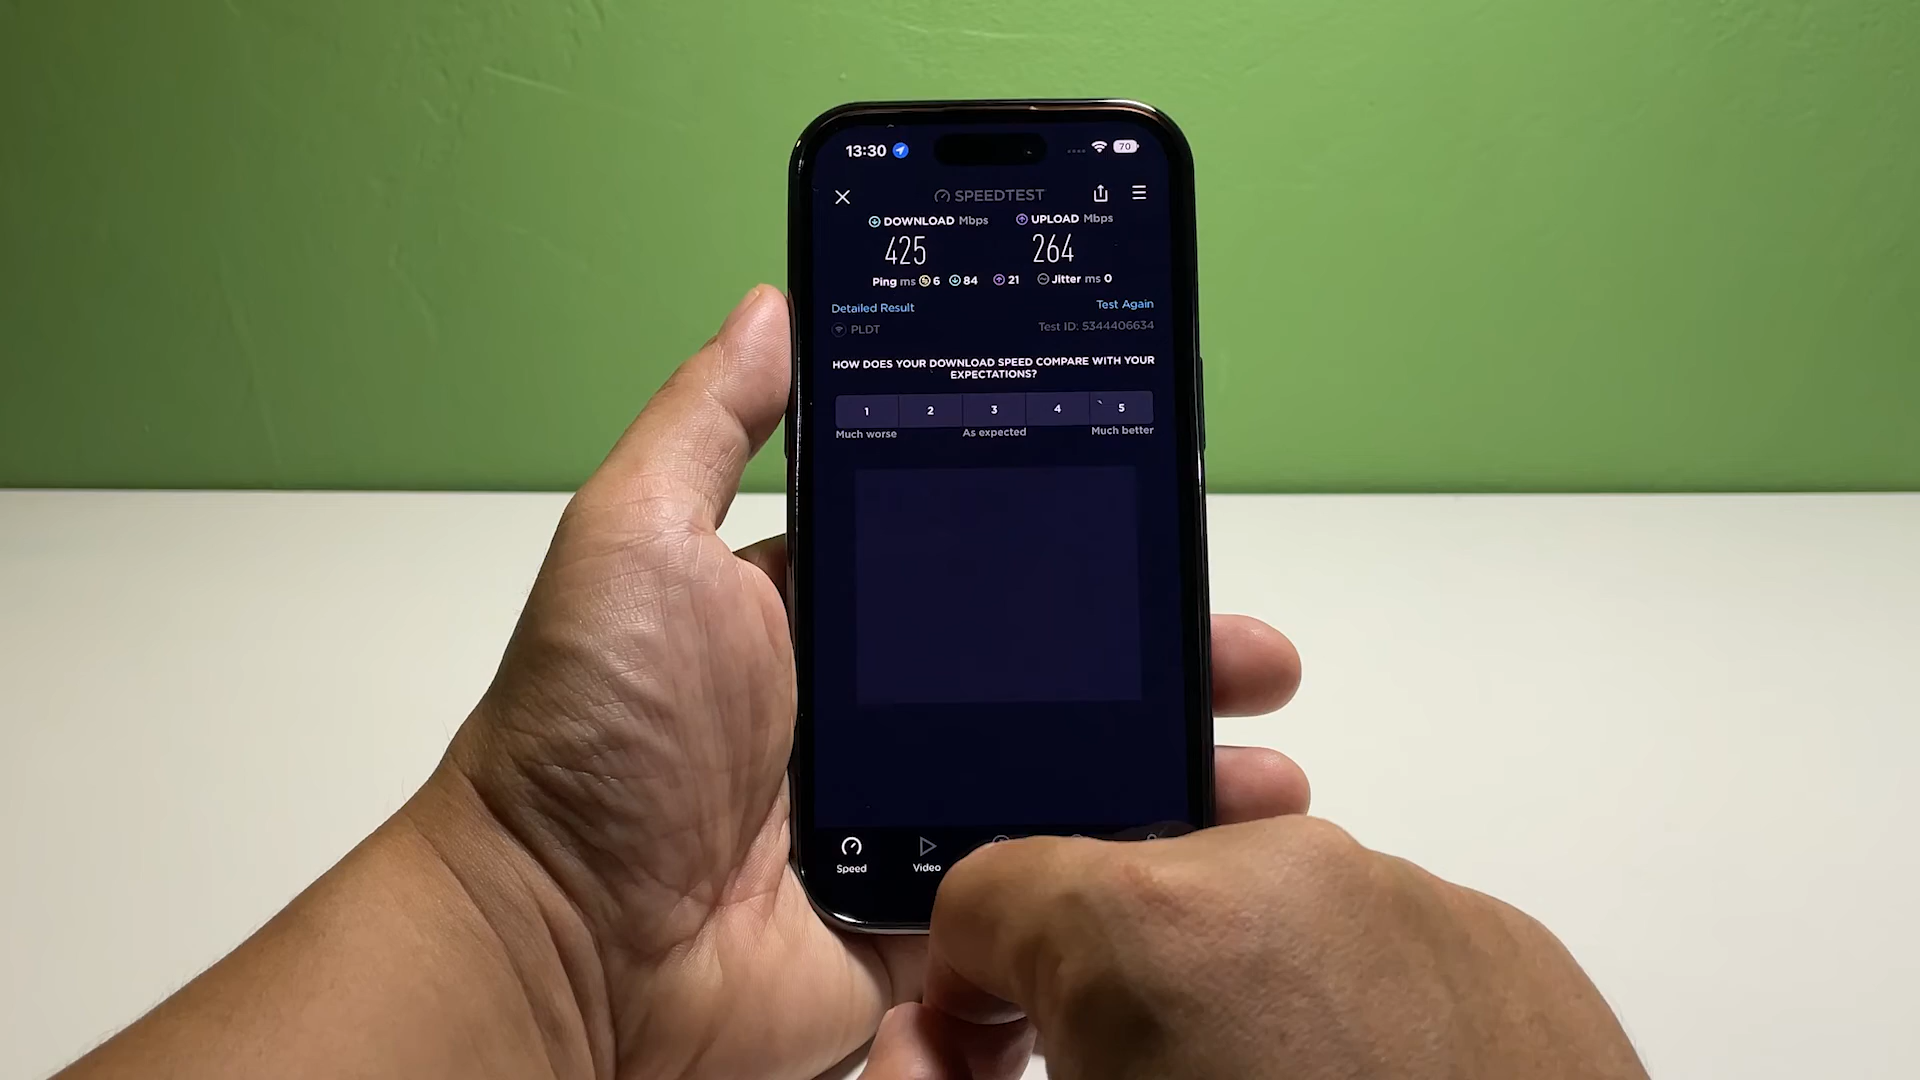 13:30 70
SPEEDTEST
DOWNLOAD Mbps UPLOAD Mbps
425 264
Ping ms 6 84 21 Jitter ms 0
Detailed Result Test Again
PLDT Test ID: 5344406634
HOW DOES YOUR DOWNLOAD SPEED COMPARE WITH YOUR
EXPECTATIONS?
1 2 3 4 5
Much worse As expected Much better
Speed Video